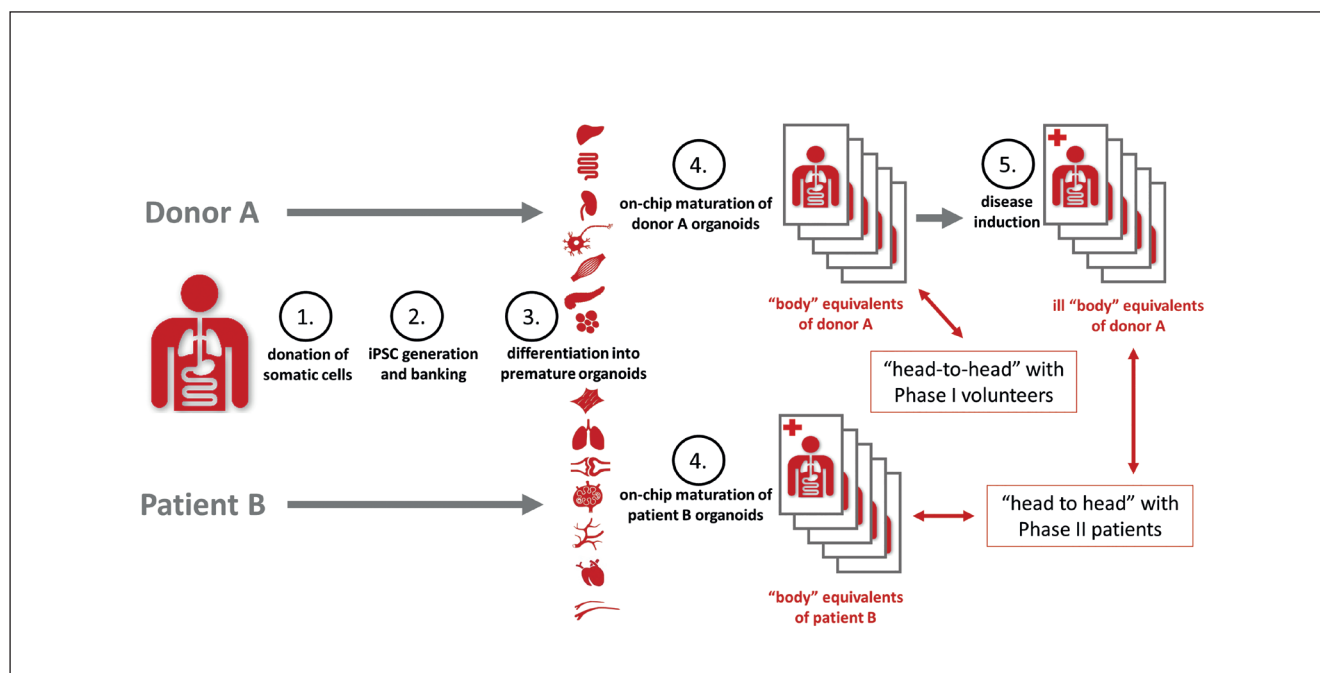 Donor A
1.
donation of
somatic cells
2.
iPSC generation
and banking
3.
differentiation into
premature organoids
4.
on-chip maturation of
donor A organoids
"body" equivalents
of donor A
5.
disease
induction
ill "body" equivalents
of donor A
"head-to-head" with
Phase I volunteers
Patient B
4.
on-chip maturation of
patient B organoids
"body" equivalents
of patient B
"head to head" with
Phase II patients